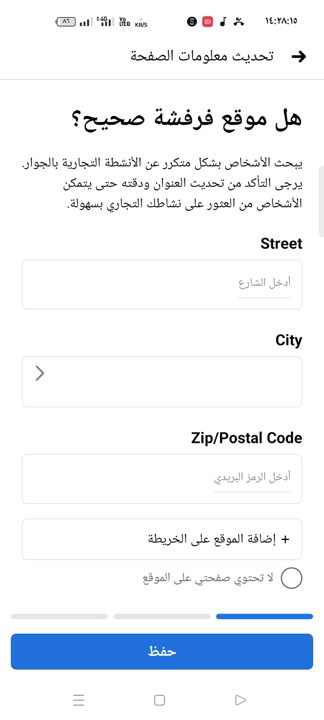 ١٤:٢٨:١٥
تحديث معلومات الصفحة
هل موقع فرفشة صحيح؟
يبحث الأشخاص بشكل متكرر عن الأنشطة التجارية بالجوار.
يرجى التأكد من تحديث العنوان ودقته حتى يتمكن
الأشخاص من العثور على نشاطك التجاري بسهولة.
Street
أدخل الشارع
City
Zip/Postal Code
أدخل الرمز البريدي
+ إضافة الموقع على الخريطة
لا تحتوي صفحتي على الموقع
حفظ